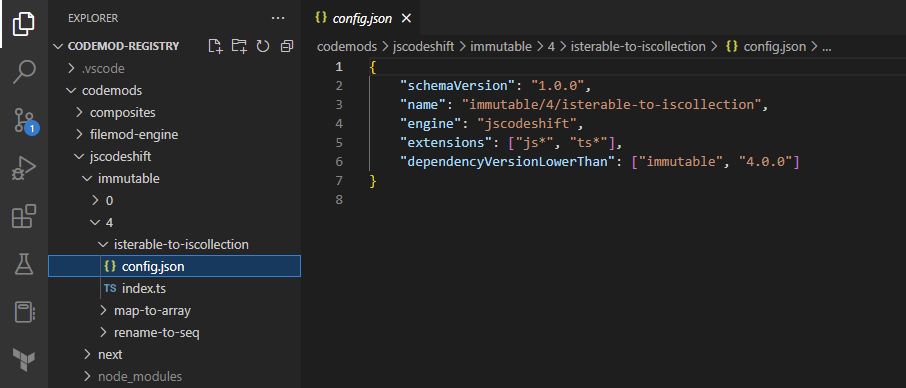 EXPLORER
CODEMOD-REGISTRY
.vscode
codemods
composites
filemod-engine
jscodeshift
immutable
0
4
isterable-to-iscollection
{} config.json
TS index.ts
map-to-array
rename-to-seq
next
node_modules
1
{} config.json
codemods > jscodeshift > immutable > 4 > isterable-to-iscollection > {} config.json > ...
1 {
2 "schemaVersion": "1.0.0",
3 "name": "immutable/4/isterable-to-iscollection",
4 "engine": "jscodeshift",
5 "extensions": ["js*", "ts*"],
6 "dependencyVersionLowerThan": ["immutable", "4.0.0"]
7 }
8